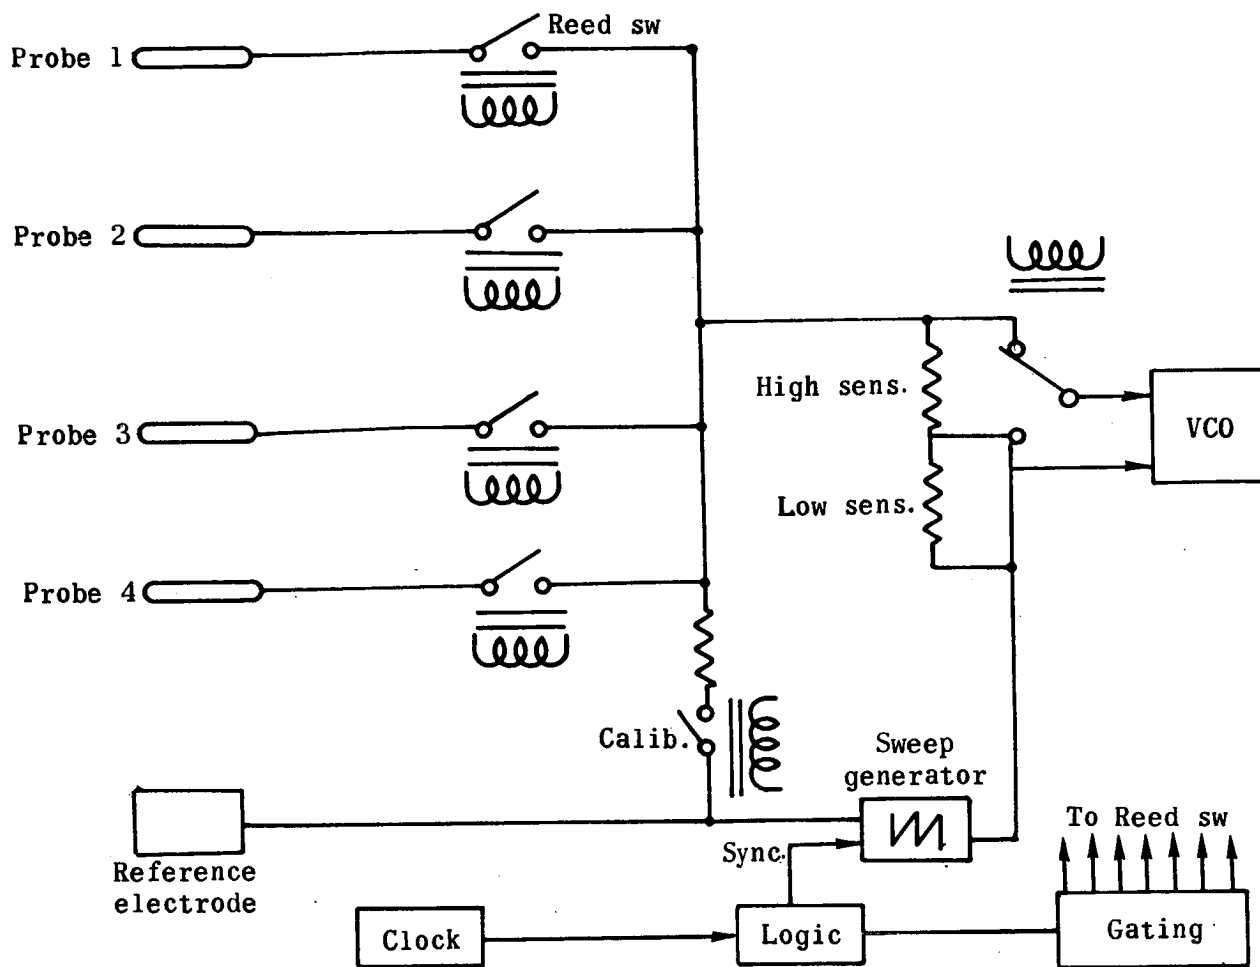 Reed sw
Probe 1
Probe 2
High sens.
Probe 3
VCO
Low sens.
Probe 4
Calib.
Sweep
generator
To Reed sw
Sync.
Reference
electrode
Clock
Logic
Gating